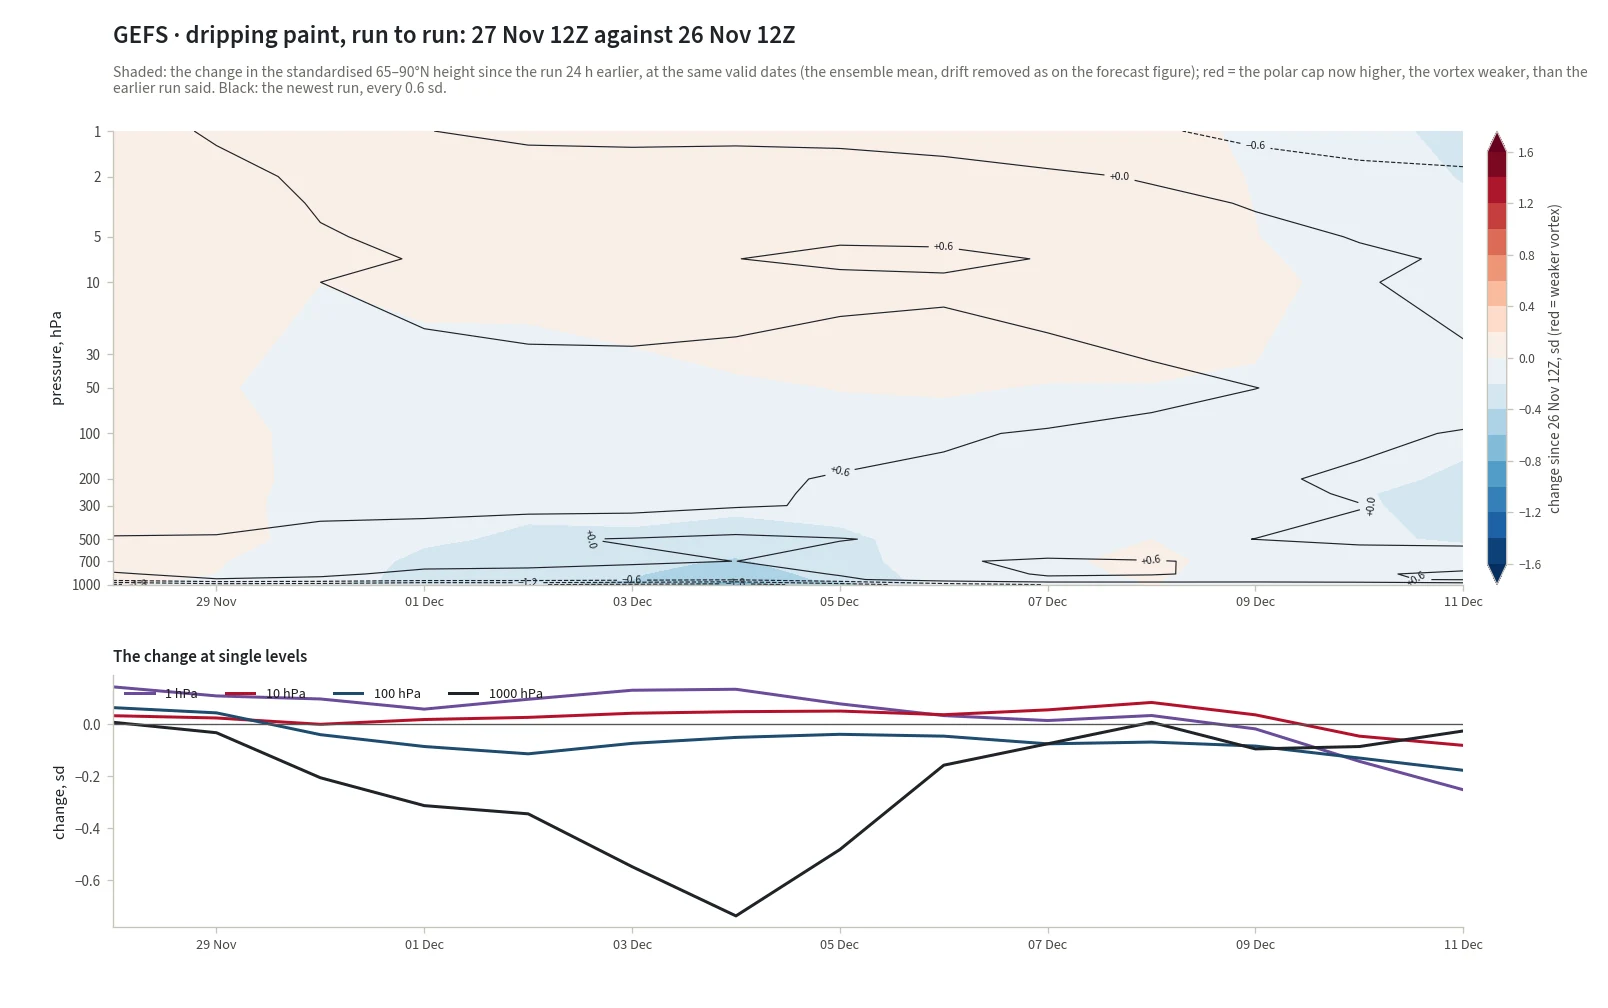 GEFS · dripping paint, run to run: 27 Nov 12Z against 26 Nov 12Z
Shaded: the change in the standardised 65–90°N height since the run 24 h earlier, at the same valid dates (the ensemble mean, drift removed as on the forecast figure); red = the polar cap now higher, the vortex weaker, than the
earlier run said. Black: the newest run, every 0.6 sd.
pressure, hPa
1
2
5
10
30
50
100
200
300
500
700
1000
−0.6
+0.0
+0.6
+0.6
+0.0
+0.0
+0.6
+0.6
−1.2
−0.6
29 Nov
01 Dec
03 Dec
05 Dec
07 Dec
09 Dec
11 Dec
1.6
1.2
0.8
0.4
0.0
−0.4
−0.8
−1.2
−1.6
change since 26 Nov 12Z, sd (red = weaker vortex)
The change at single levels
1 hPa
10 hPa
100 hPa
1000 hPa
change, sd
0.0
−0.2
−0.4
−0.6
29 Nov
01 Dec
03 Dec
05 Dec
07 Dec
09 Dec
11 Dec